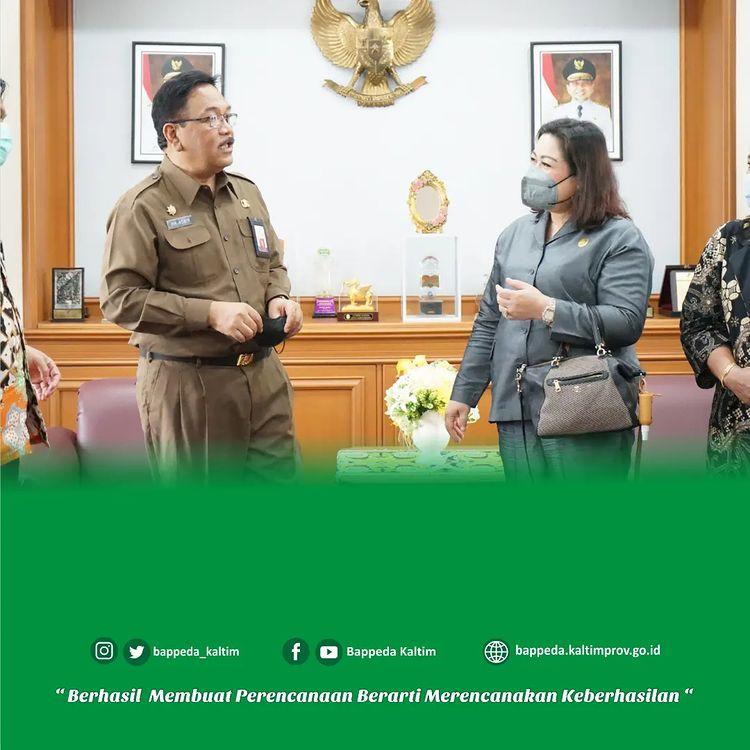 bappeda_kaltim
Bappeda Kaltim
bappeda.kaltimprov.go.id
“ Berhasil Membuat Perencanaan Berarti Merencanakan Keberhasilan “